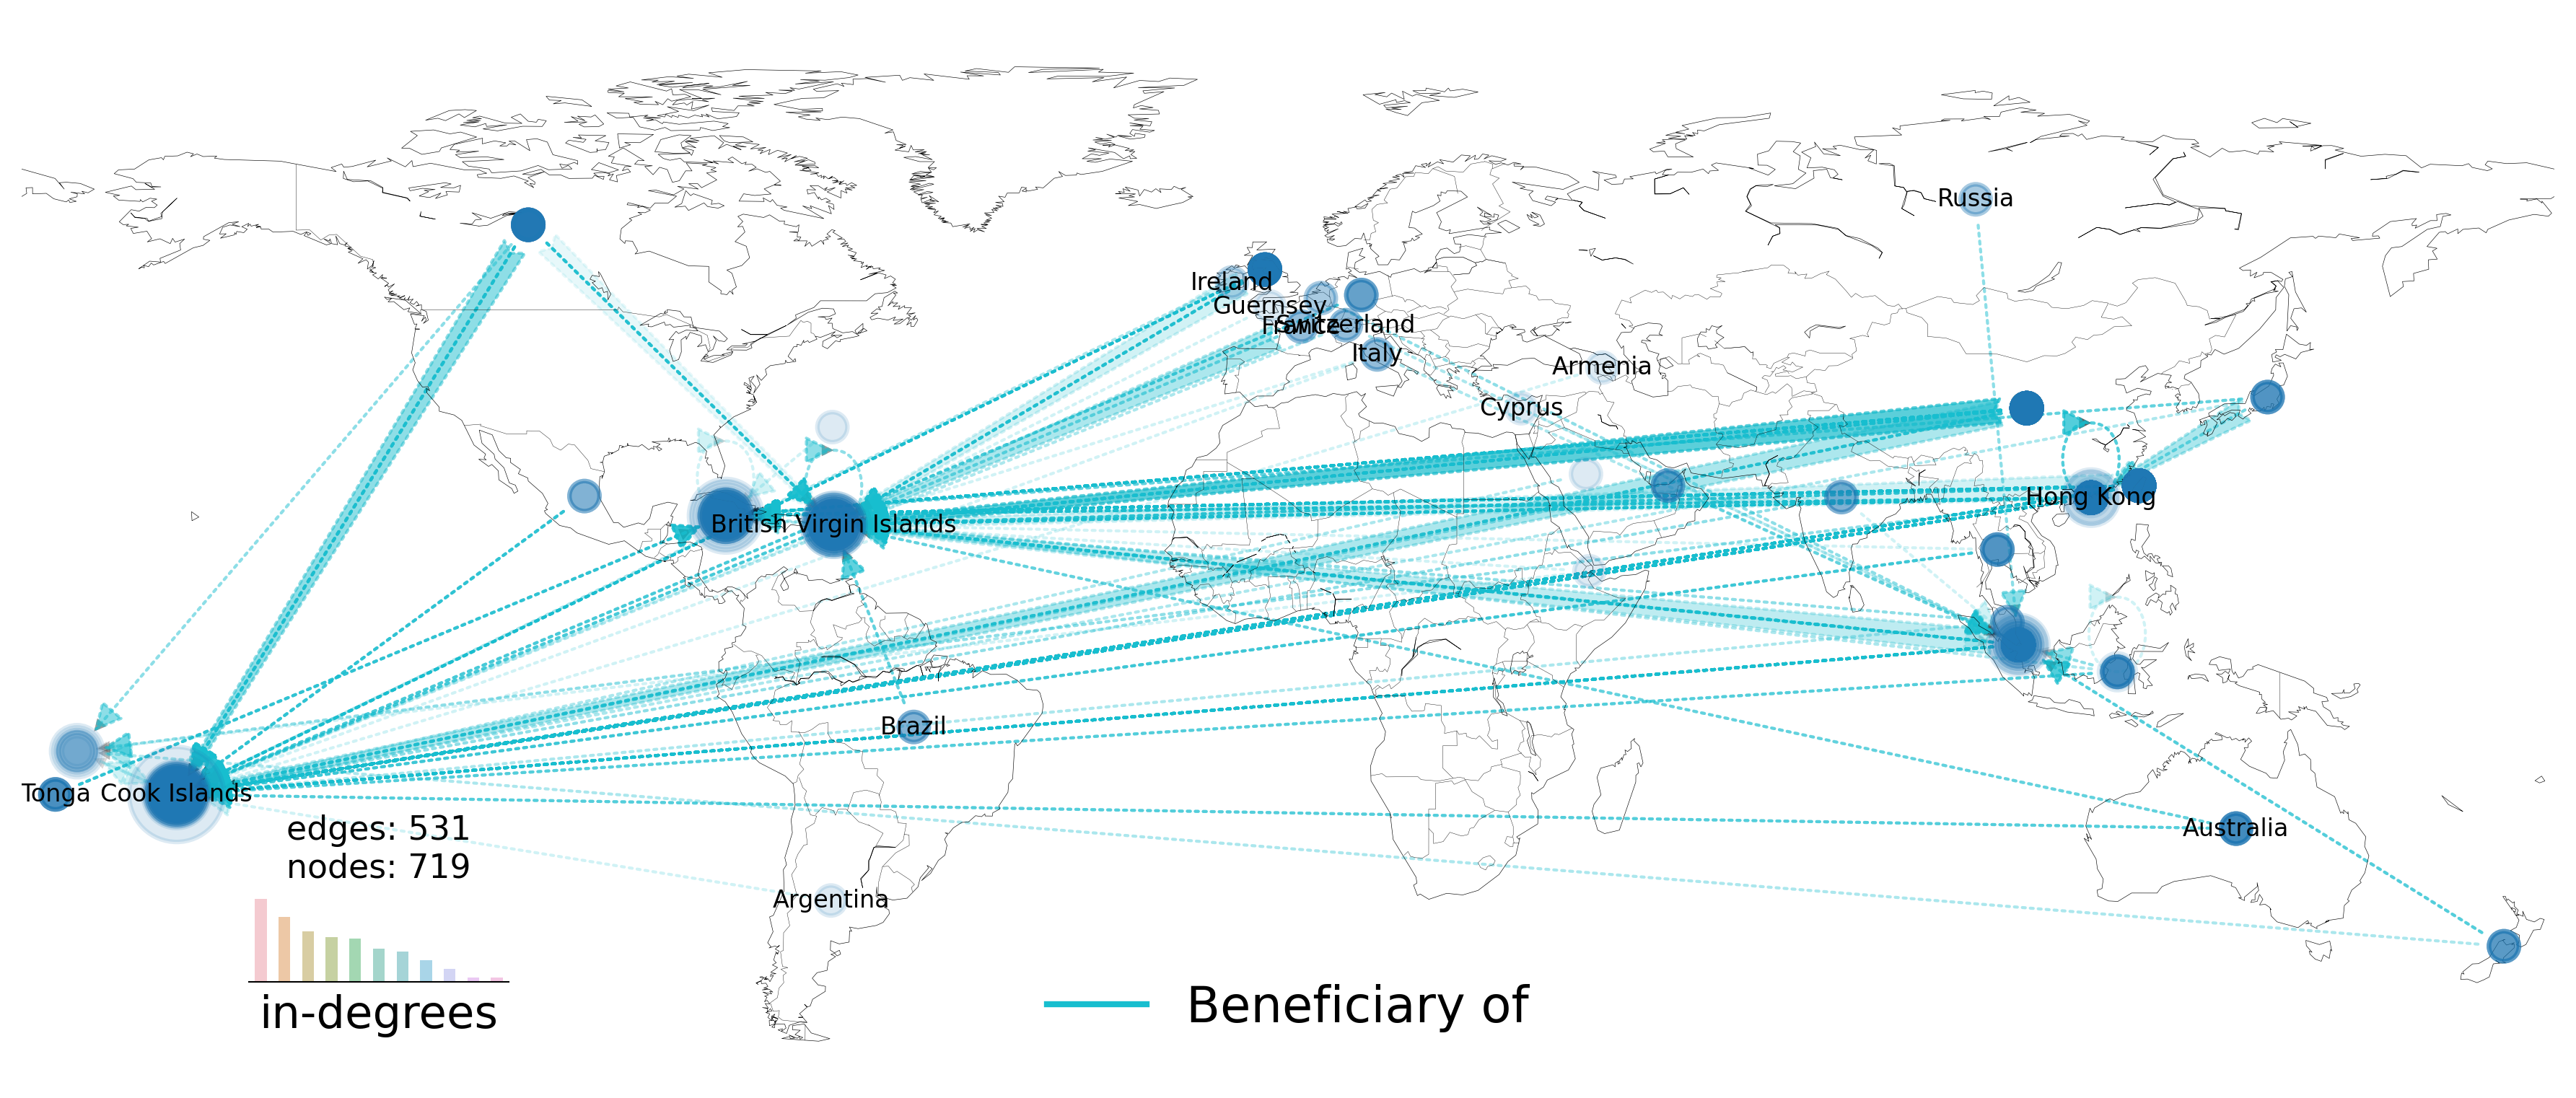 Russia
Ireland
Guernsey
France
Switzerland
Italy
Armenia
Cyprus
Hong Kong
British Virgin Islands
Brazil
Tonga
Cook Islands
edges: 531
nodes: 719
Australia
Argentina
in-degrees
Beneficiary of